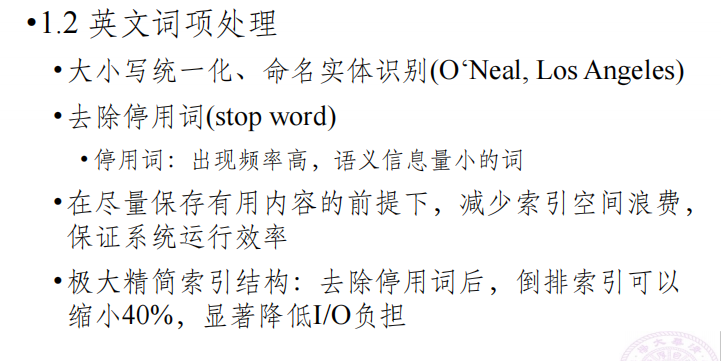 •1.2 英文词项处理
•大小写统一化、命名实体识别(O‘Neal, Los Angeles)
•去除停用词(stop word)
•停用词：出现频率高，语义信息量小的词
•在尽量保存有用内容的前提下，减少索引空间浪费，
保证系统运行效率
•极大精简索引结构：去除停用词后，倒排索引可以
缩小40%，显著降低I/O负担